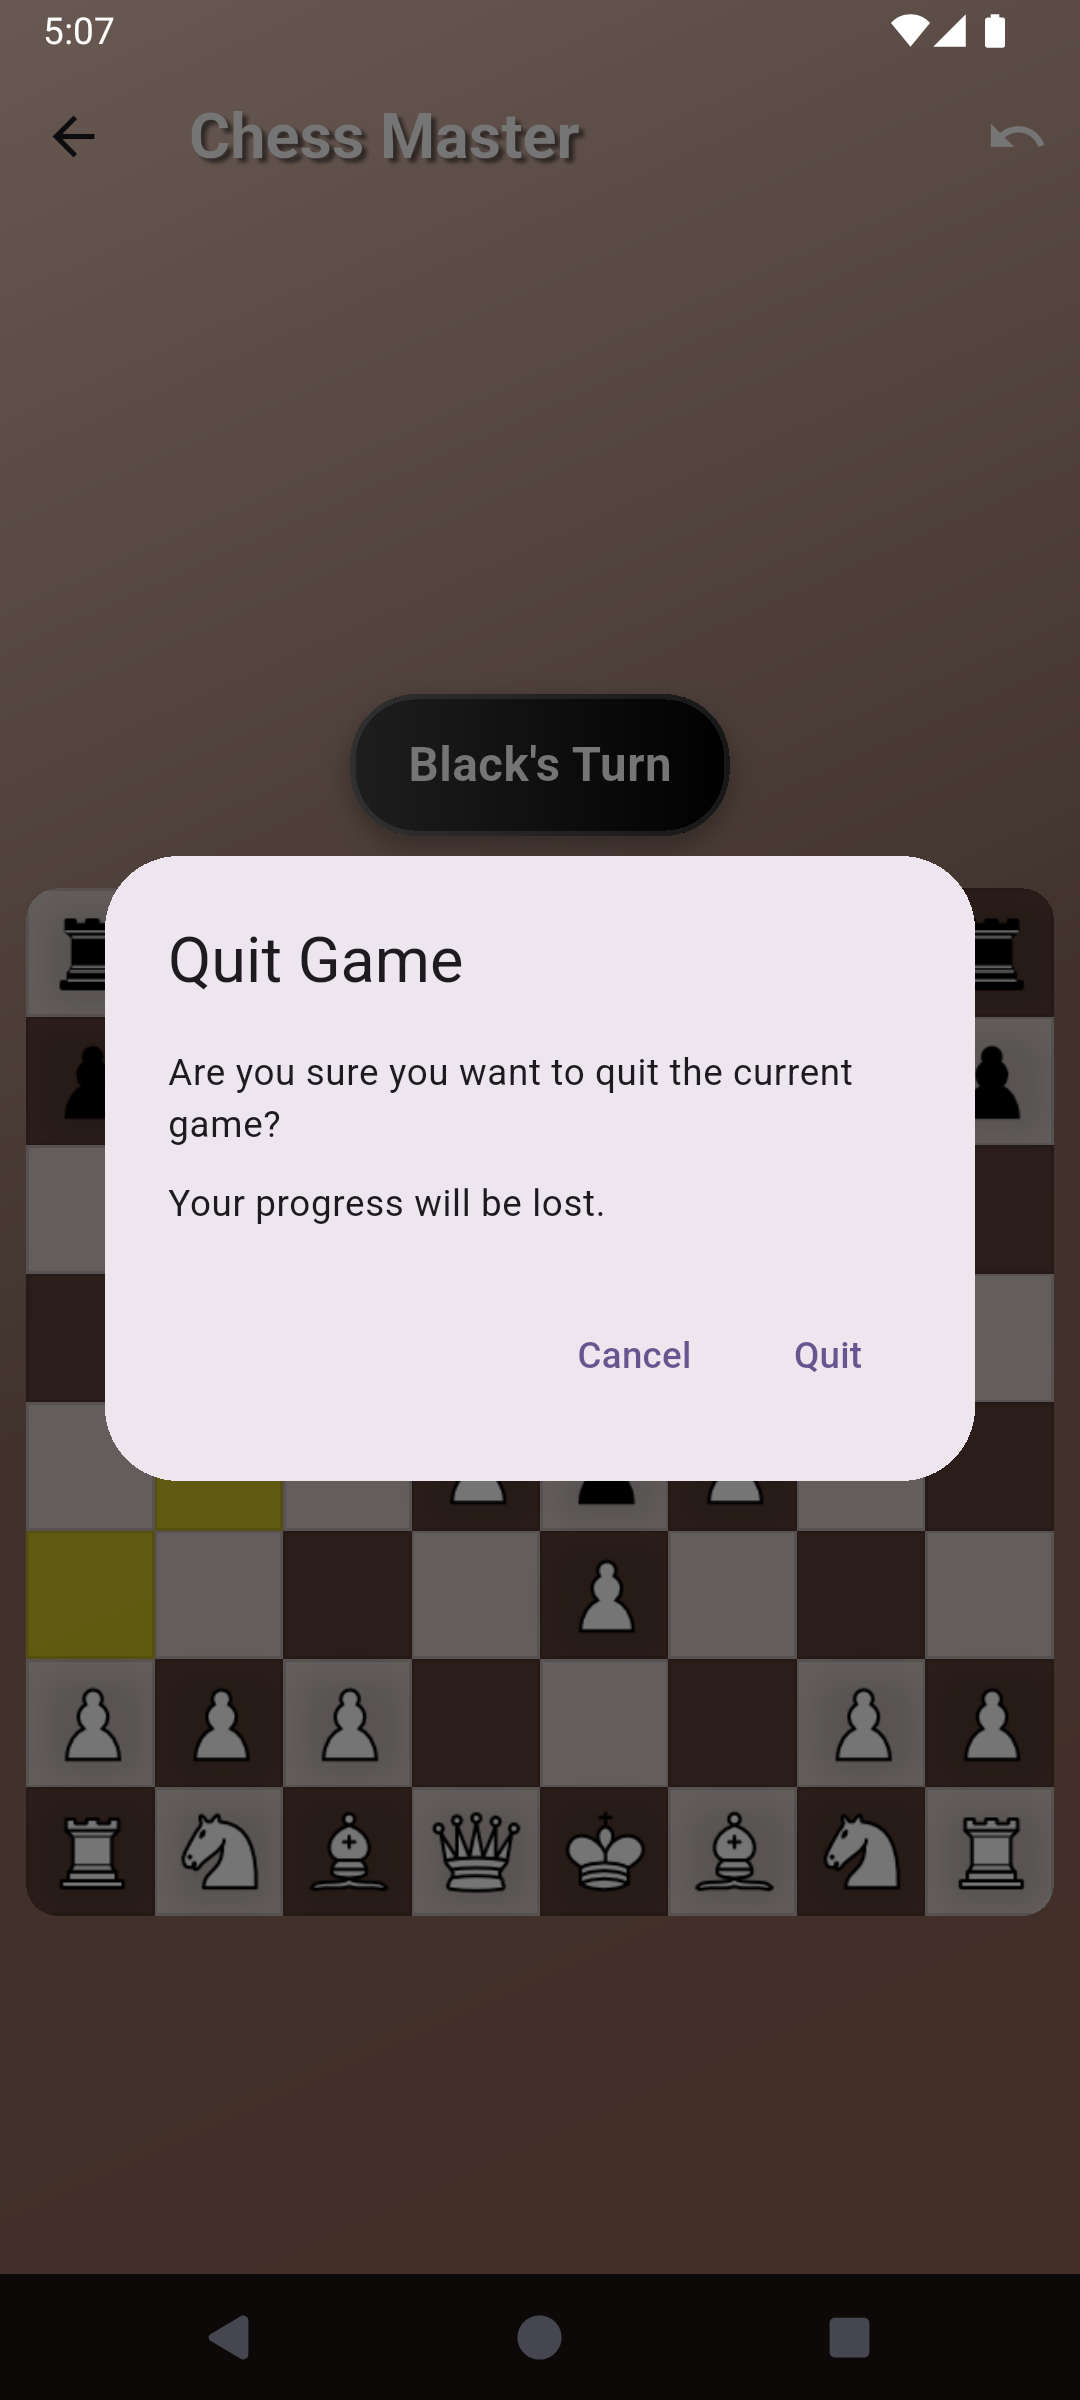 5:07
Chess Master
Black's Turn
Quit Game
Are you sure you want to quit the current
game?
Your progress will be lost.
Cancel Quit